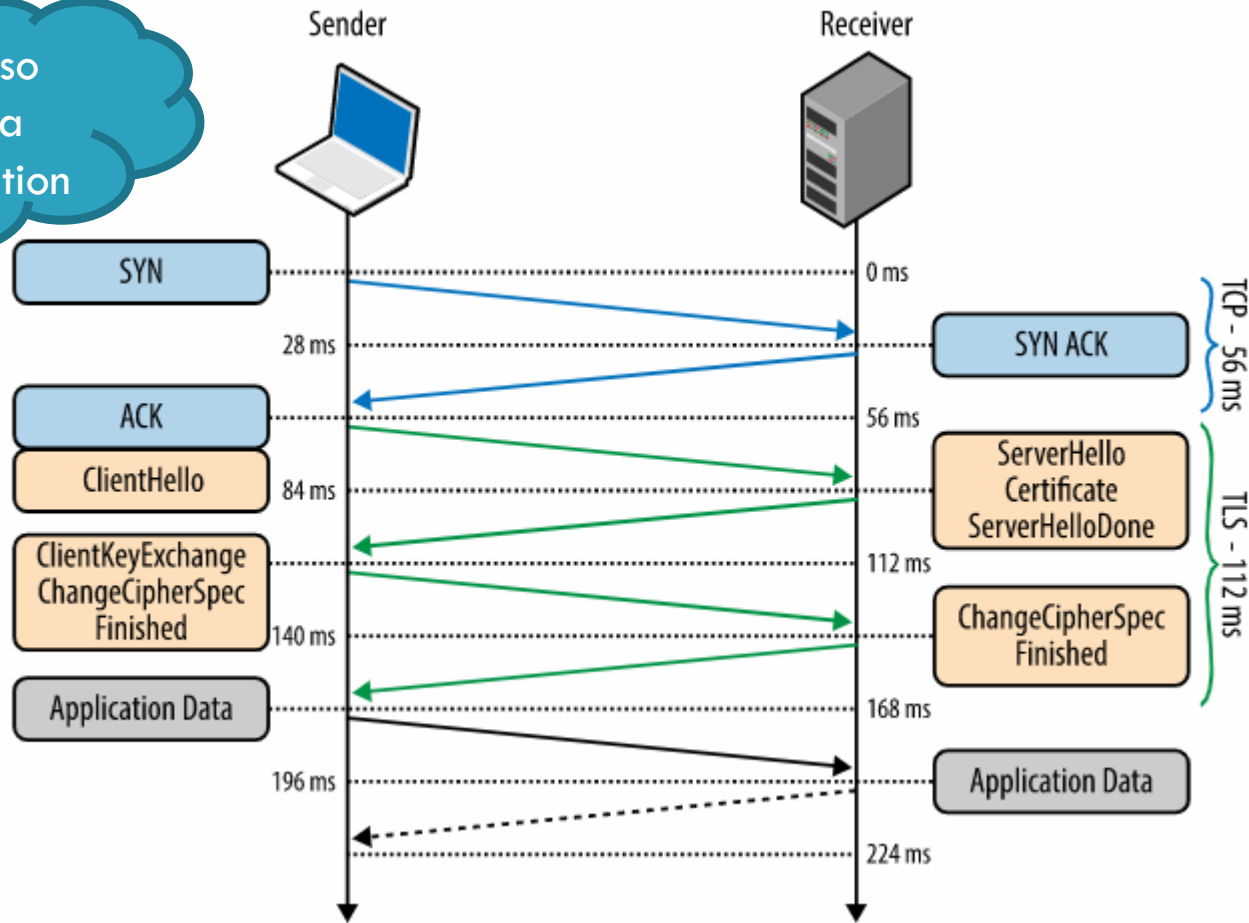 so
a
tion
Sender
Receiver
SYN
0 ms
28 ms
SYN ACK
TCP - 56 ms
ACK
56 ms
ClientHello
84 ms
ServerHello
Certificate
ServerHelloDone
ClientKeyExchange
ChangeCipherSpec
Finished
112 ms
TLS - 112 ms
140 ms
ChangeCipherSpec
Finished
Application Data
168 ms
196 ms
Application Data
224 ms